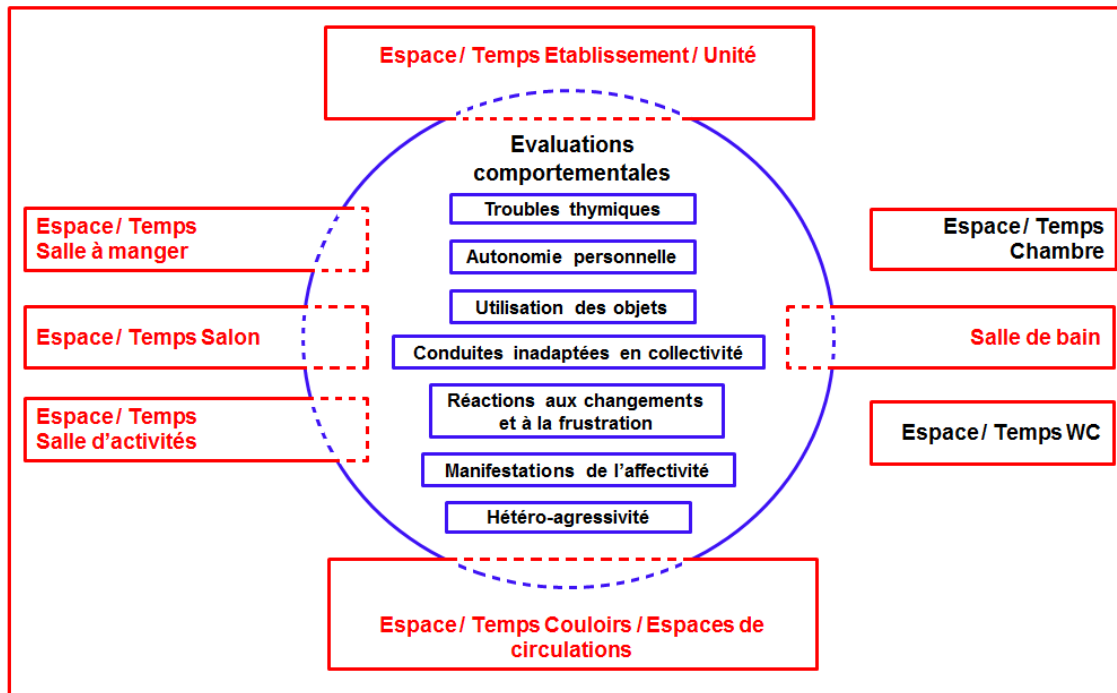 Espace / Temps Etablissement / Unité
Evaluations
comportementales
Troubles thymiques
Autonomie personnelle
Utilisation des objets
Conduites inadaptées en collectivité
Réactions aux changements
et à la frustration
Manifestations de l'affectivité
Hétéro-agressivité
Espace / Temps
Salle à manger
Espace / Temps Salon
Espace / Temps
Salle d'activités
Espace / Temps
Chambre
Salle de bain
Espace / Temps WC
Espace / Temps Couloirs / Espaces de
circulations